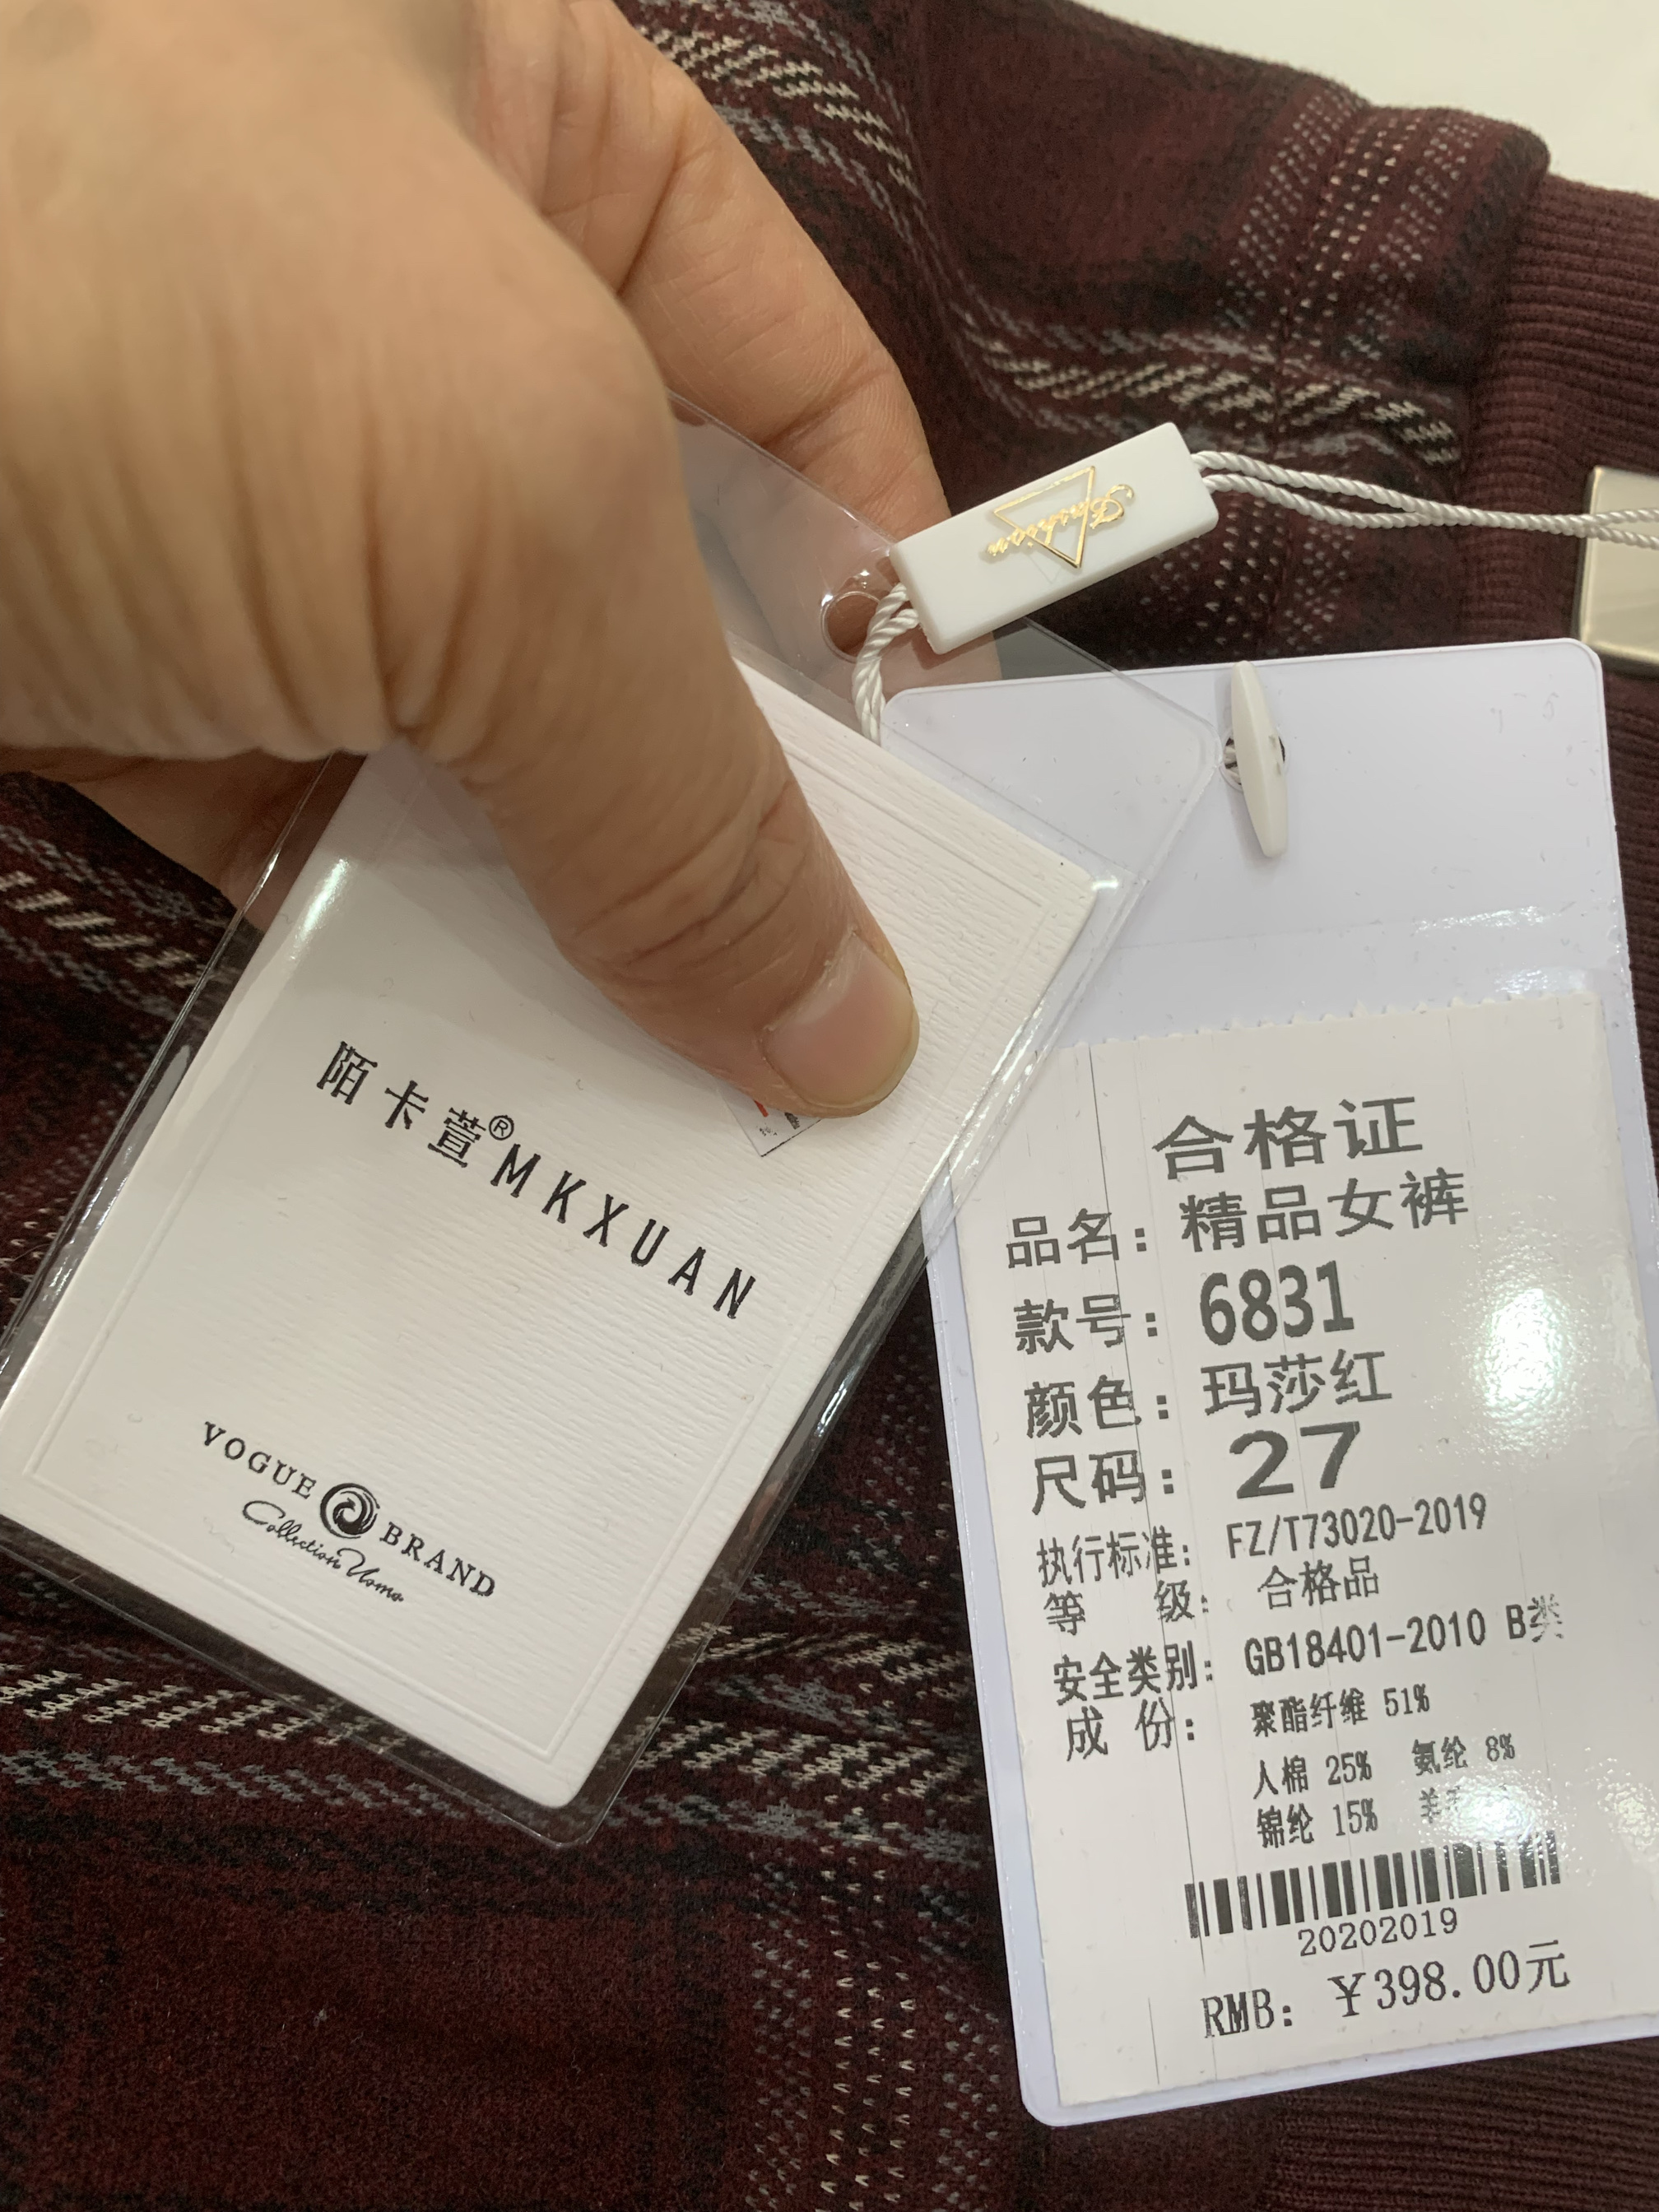 Fashion
陌卡萱® MKXUAN
VOGUE BRAND
Collection Uomo
合格证
品名：精品女裤
款号：6831
颜色：玛莎红
尺码：27
执行标准：FZ/T73020-2019
等 级：合格品
安全类别：GB18401-2010 B类
成 份：聚酯纤维 51%
人棉 25% 氨纶 8%
锦纶 15%
20202019
RMB：￥398.00元